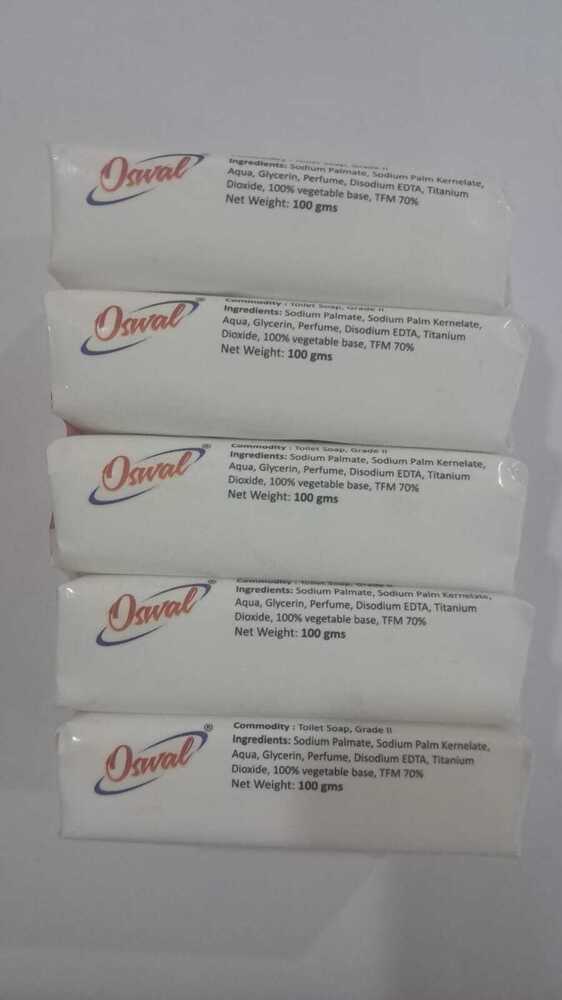 Oswal
Ingredients: Sodium Palmate, Sodium Palm Kernelate,
Aqua, Glycerin, Perfume, Disodium EDTA, Titanium
Dioxide, 100% vegetable base, TFM 70%
Net Weight: 100 gms
Oswal®
Commodity : Toilet Soap, Grade II
Ingredients: Sodium Palmate, Sodium Palm Kernelate,
Aqua, Glycerin, Perfume, Disodium EDTA, Titanium
Dioxide, 100% vegetable base, TFM 70%
Net Weight: 100 gms
Oswal®
Commodity : Toilet Soap, Grade II
Ingredients: Sodium Palmate, Sodium Palm Kernelate,
Aqua, Glycerin, Perfume, Disodium EDTA, Titanium
Dioxide, 100% vegetable base, TFM 70%
Net Weight: 100 gms
Oswal®
Ingredients: Sodium Palmate, Sodium Palm Kernelate,
Aqua, Glycerin, Perfume, Disodium EDTA, Titanium
Dioxide, 100% vegetable base, TFM 70%
Net Weight: 100 gms
Oswal®
Commodity : Toilet Soap, Grade II
Ingredients: Sodium Palmate, Sodium Palm Kernelate,
Aqua, Glycerin, Perfume, Disodium EDTA, Titanium
Dioxide, 100% vegetable base, TFM 70%
Net Weight: 100 gms